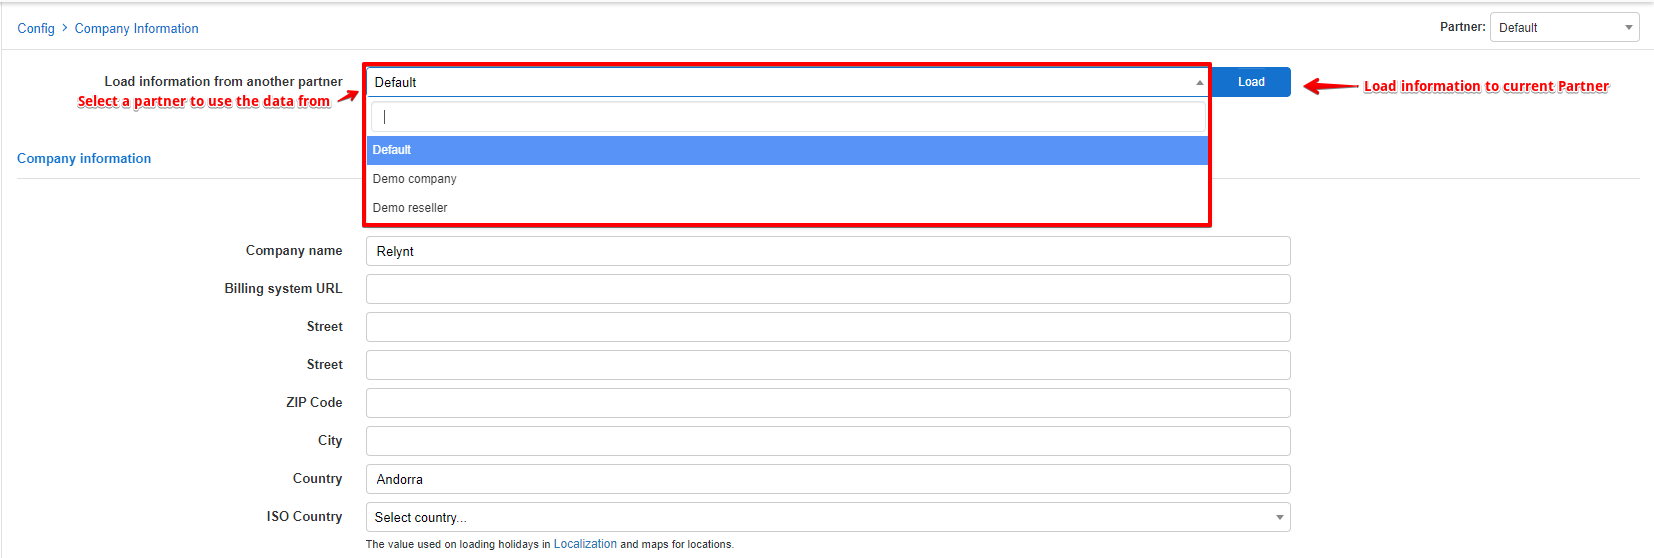 Config > Company Information
Partner: Default
Load information from another partner Default Load
Select a partner to use the data from
Load information to current Partner
Default
Company information
Demo company
Demo reseller
Company name Relynt
Billing system URL
Street
Street
ZIP Code
City
Country Andorra
ISO Country Select country...
The value used on loading holidays in Localization and maps for locations.